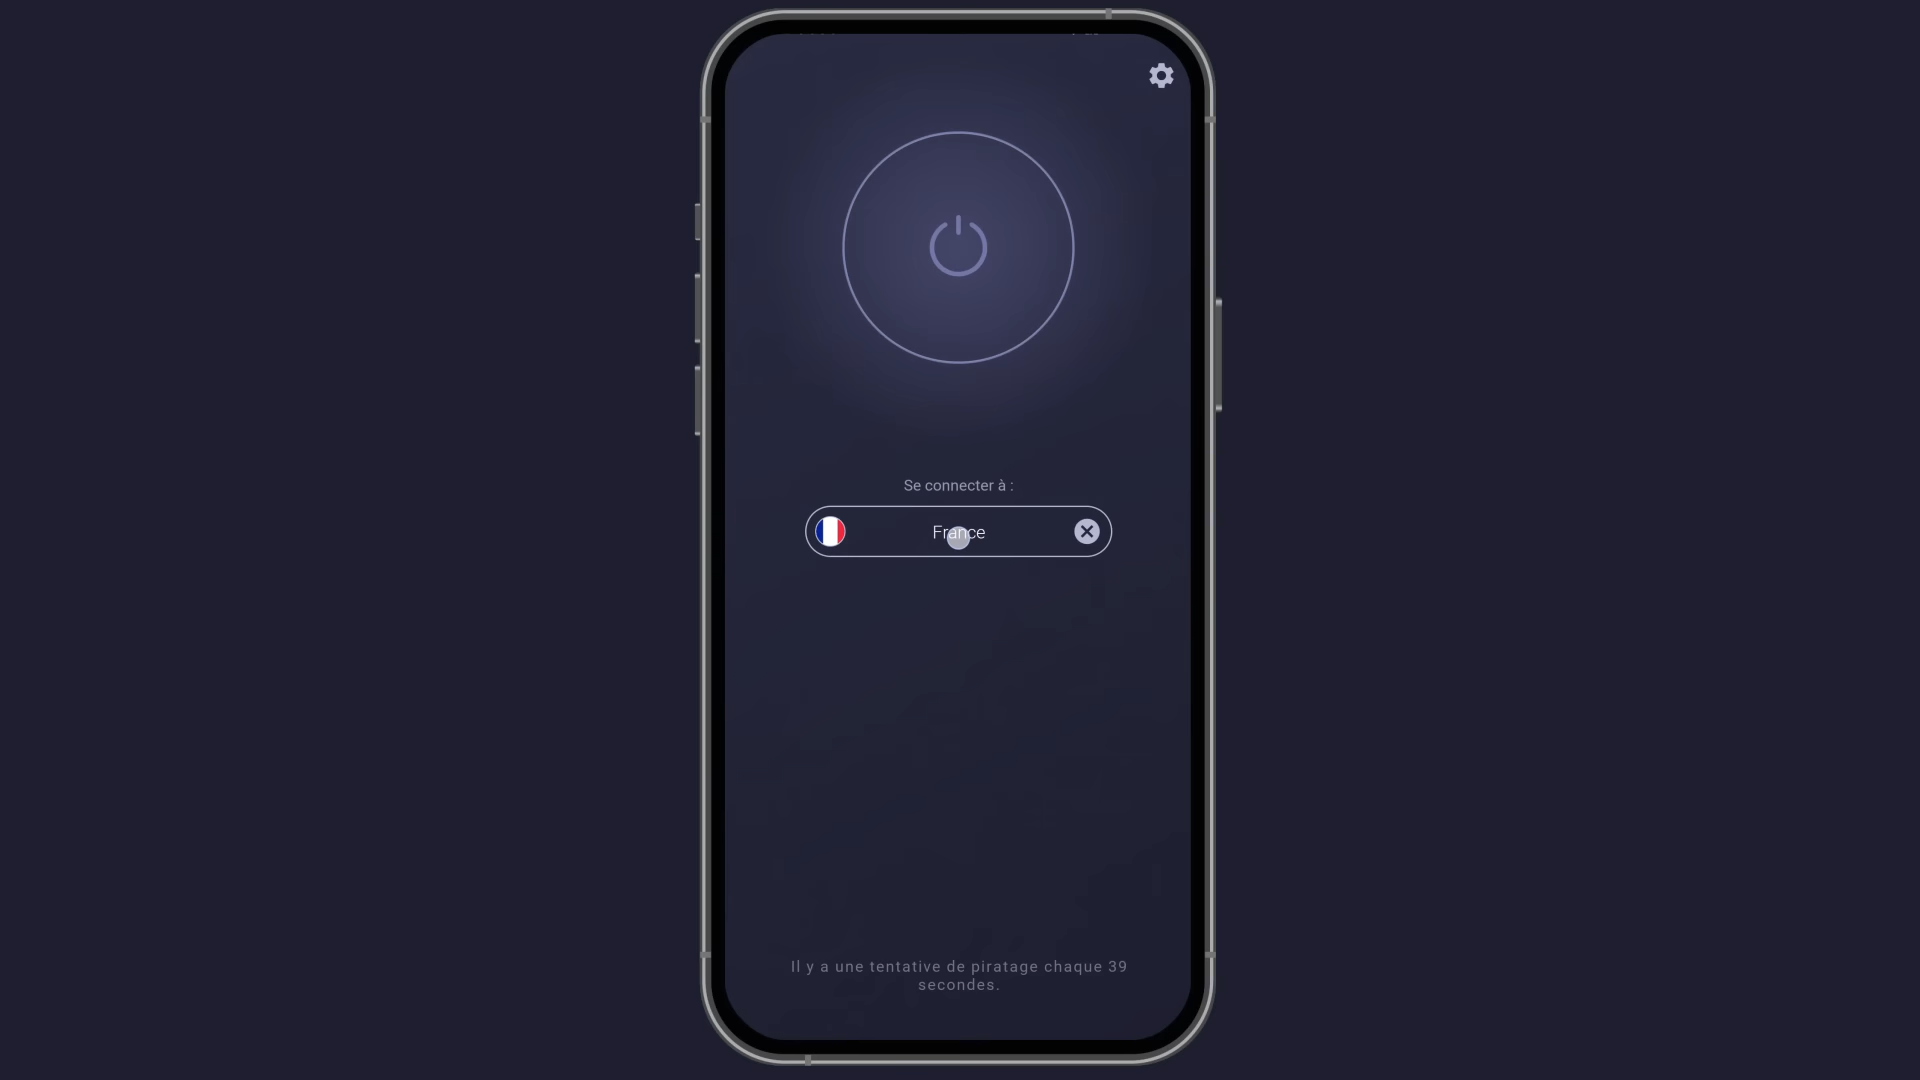 Se connecter à :
France
Il y a une tentative de piratage chaque 39
secondes.